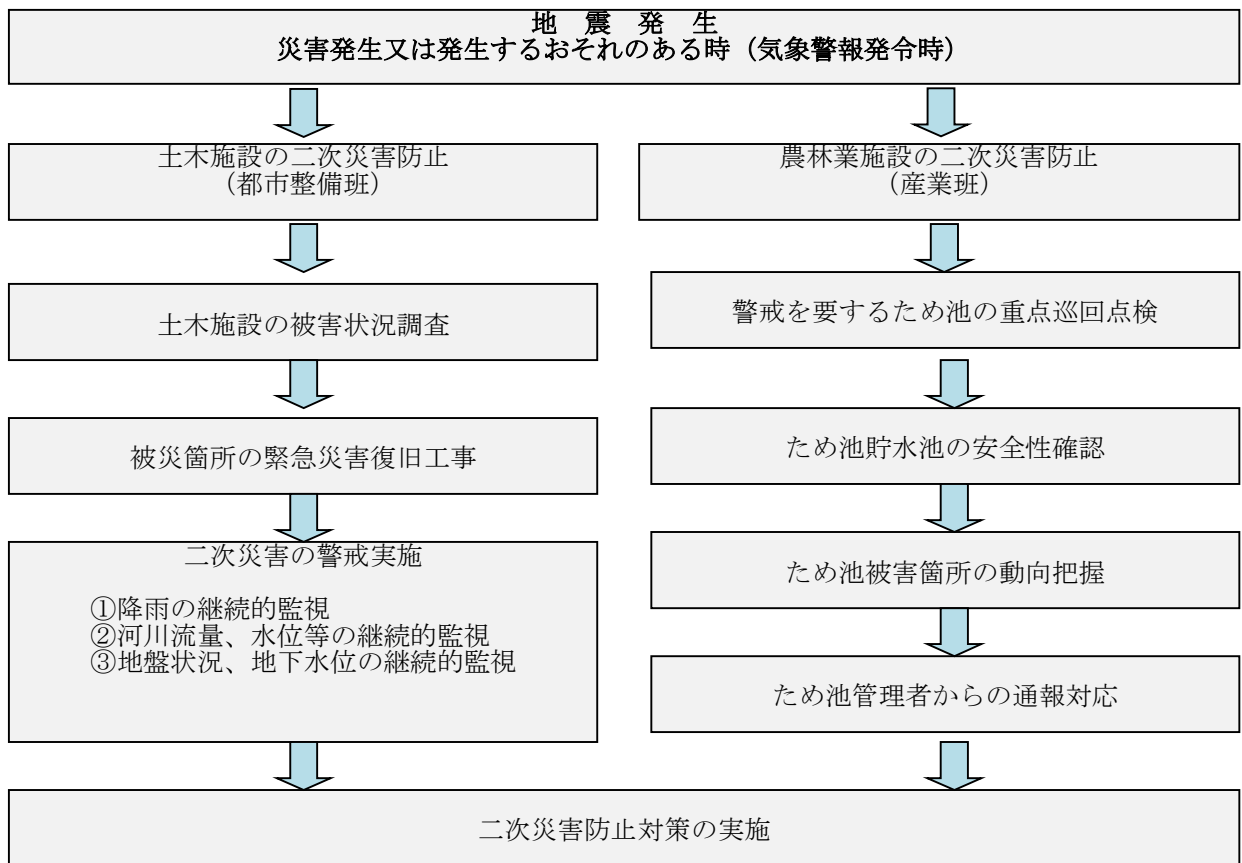 地　震　発　生
災害発生又は発生するおそれのある時（気象警報発令時）
土木施設の二次災害防止
（都市整備班）
農林業施設の二次災害防止
（産業班）
土木施設の被害状況調査
警戒を要するため池の重点巡回点検
被災箇所の緊急災害復旧工事
ため池貯水池の安全性確認
二次災害の警戒実施
①降雨の継続的監視
②河川流量、水位等の継続的監視
③地盤状況、地下水位の継続的監視
ため池被害箇所の動向把握
ため池管理者からの通報対応
二次災害防止対策の実施